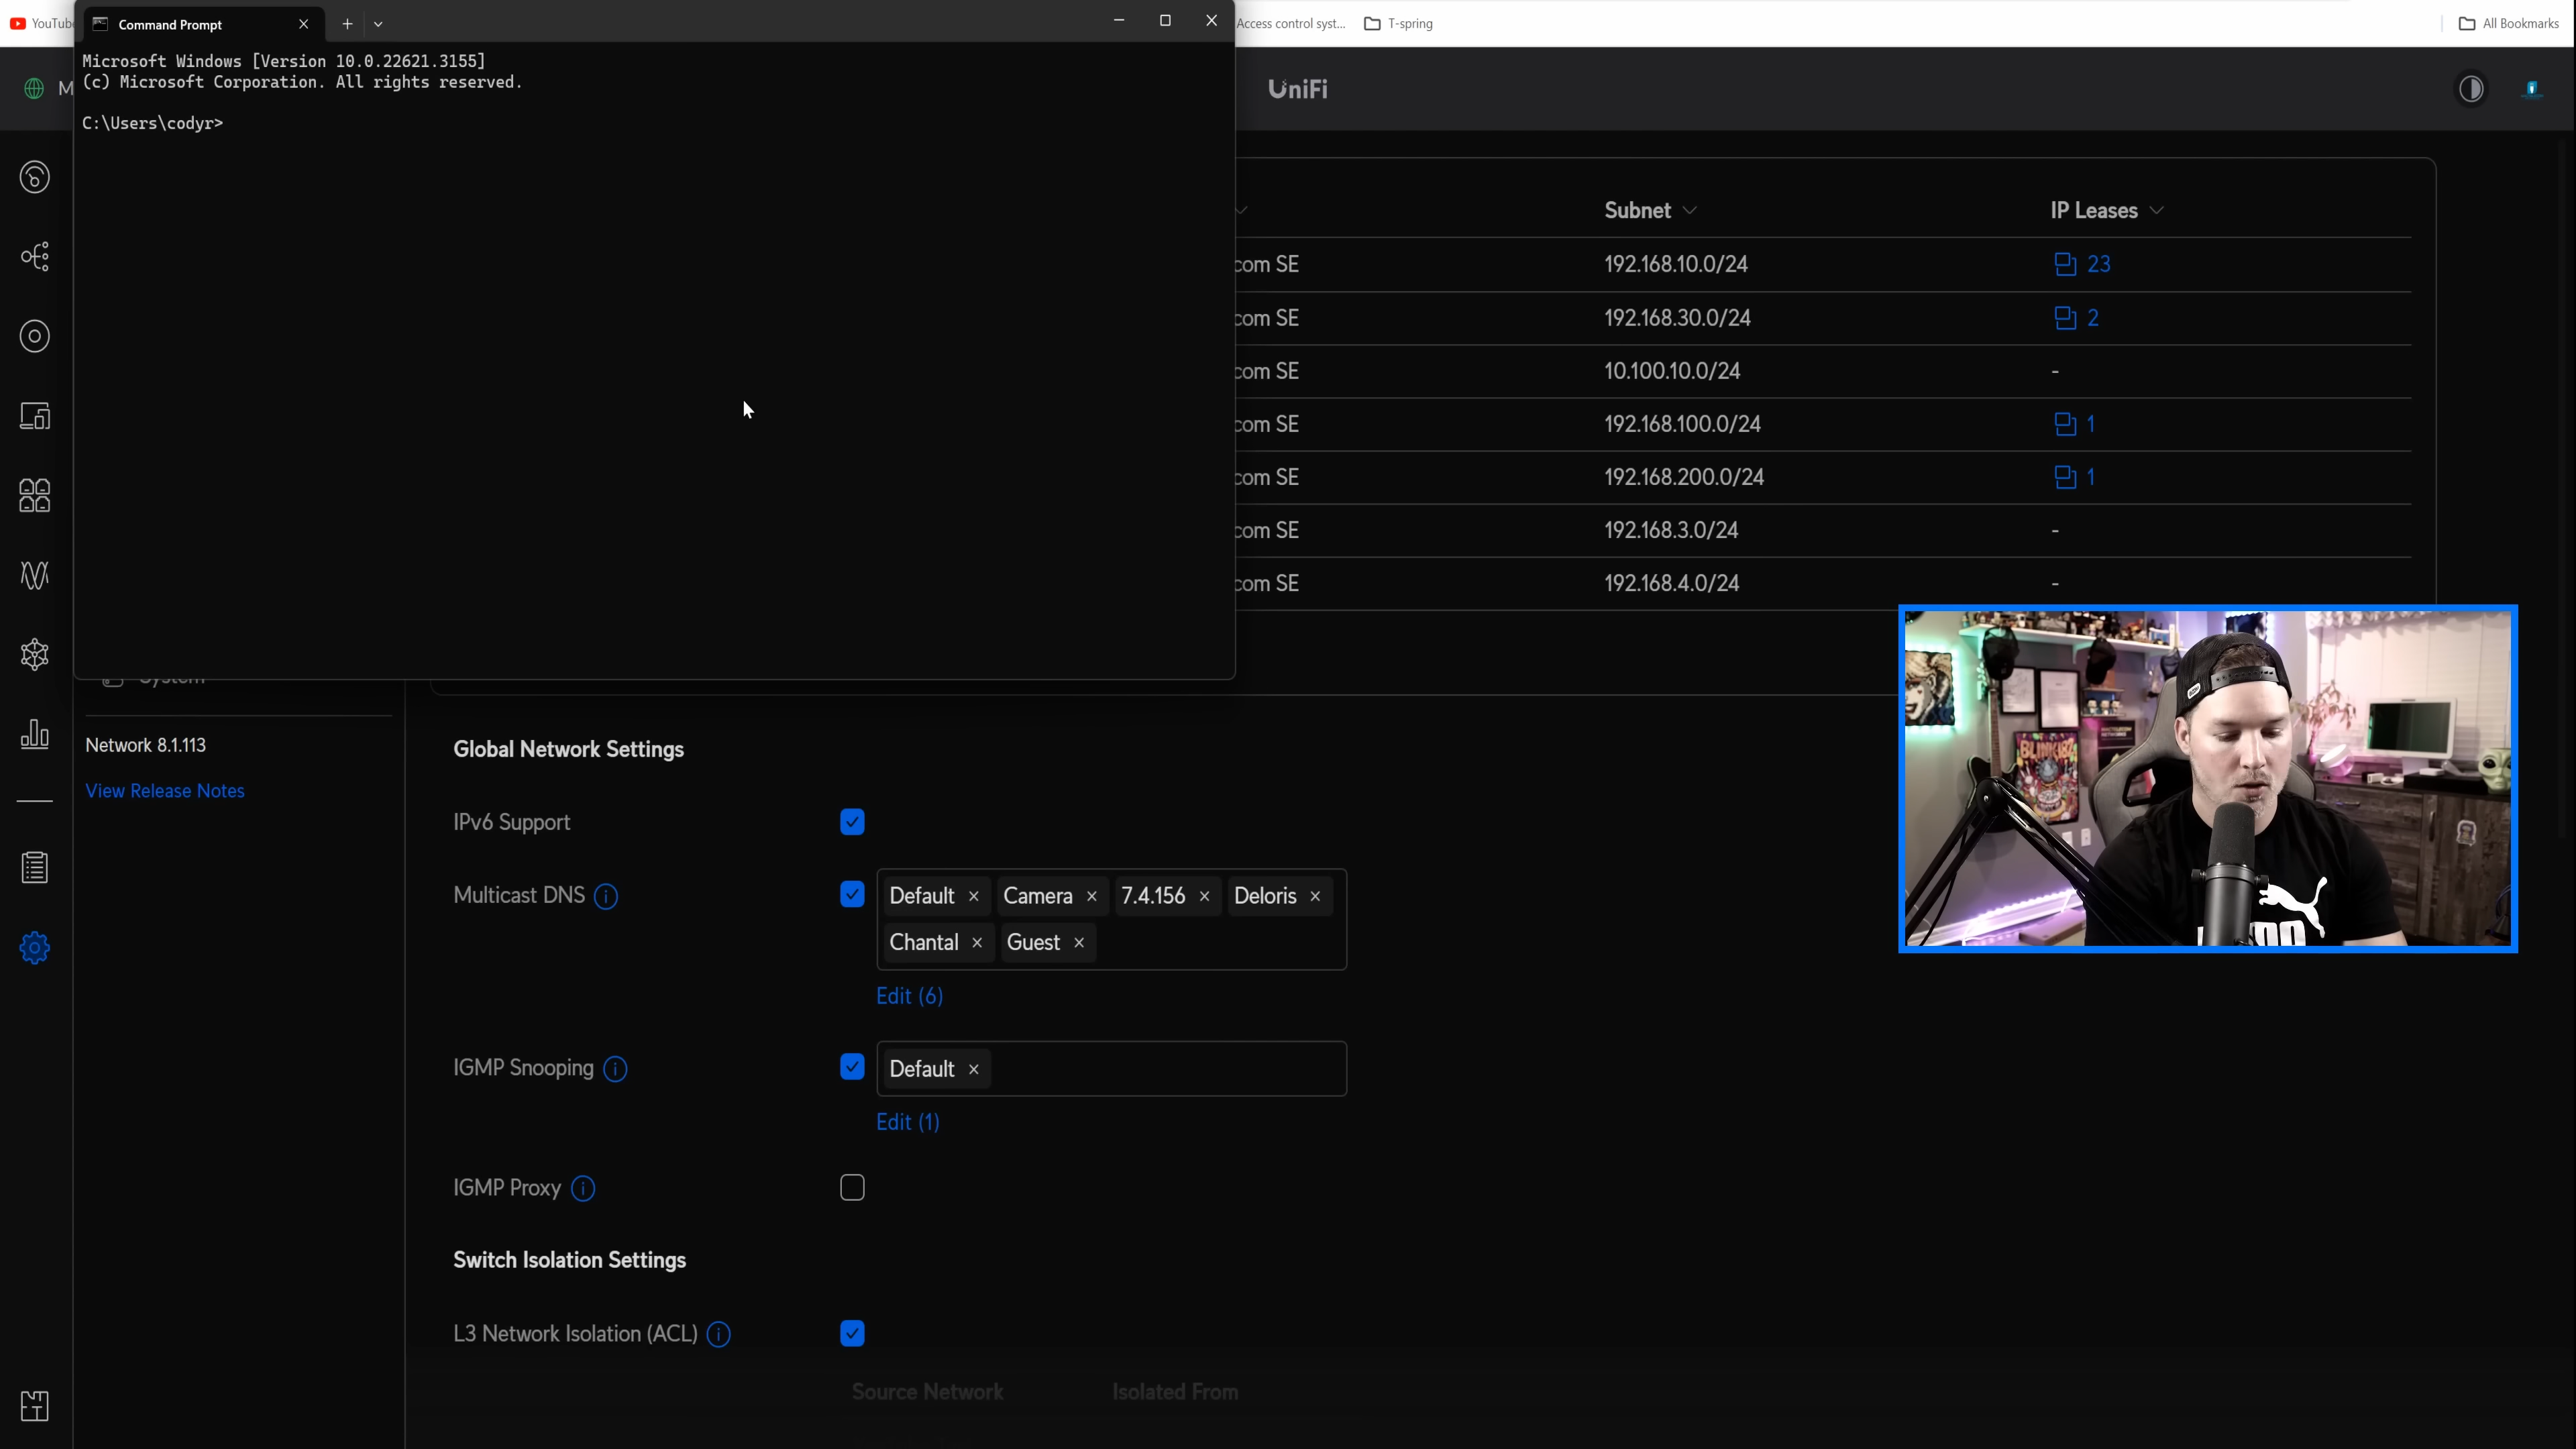 YouTube
Command Prompt
Access control syst...
T-spring
All Bookmarks
Microsoft Windows [Version 10.0.22621.3155]
(c) Microsoft Corporation. All rights reserved.
C:\Users\codyr>
M
UniFi
Subnet
IP Leases
com SE
192.168.10.0/24
23
com SE
192.168.30.0/24
2
com SE
10.100.10.0/24
-
com SE
192.168.100.0/24
1
com SE
192.168.200.0/24
1
com SE
192.168.3.0/24
-
com SE
192.168.4.0/24
-
System
Network 8.1.113
View Release Notes
Global Network Settings
IPv6 Support
Multicast DNS
Default × Camera × 7.4.156 × Deloris ×
Chantal × Guest ×
Edit (6)
IGMP Snooping
Default ×
Edit (1)
IGMP Proxy
Switch Isolation Settings
L3 Network Isolation (ACL)
Source Network
Isolated From
BLINK182